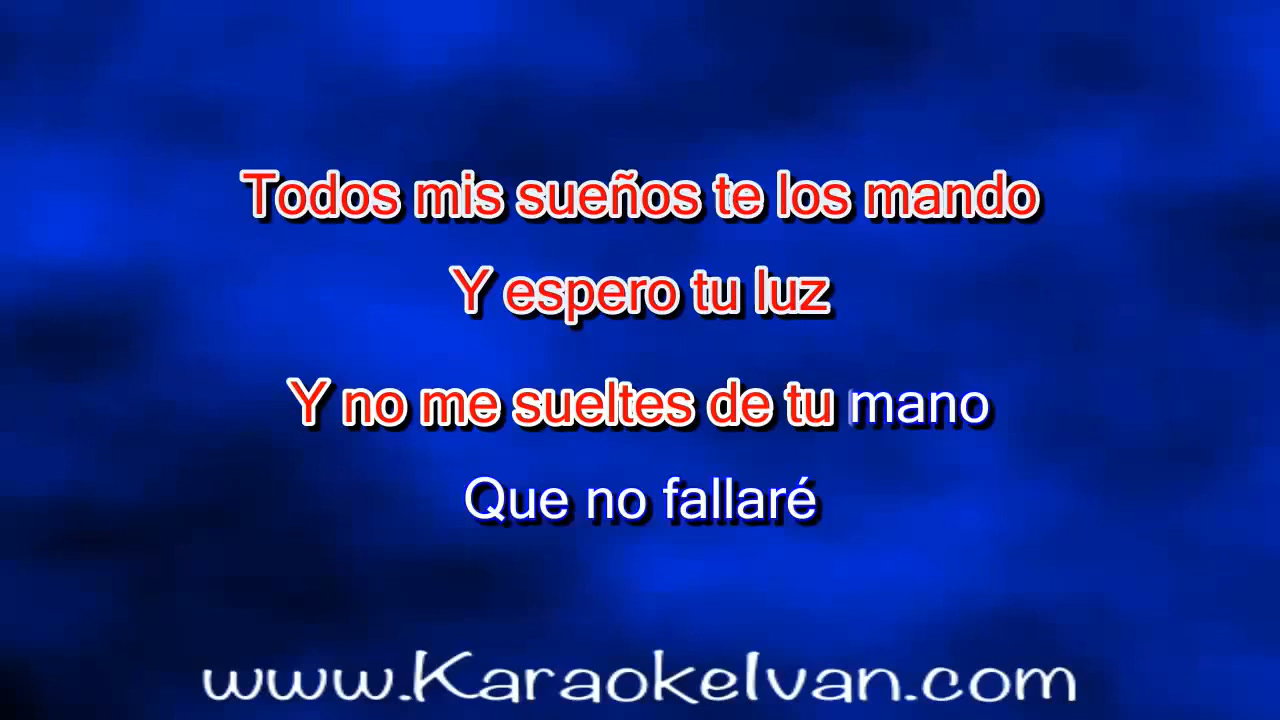 Todos mis sueños te los mando
Y espero tu luz
Y no me sueltes de tu mano
Que no fallaré
www.KaraokeIvan.com